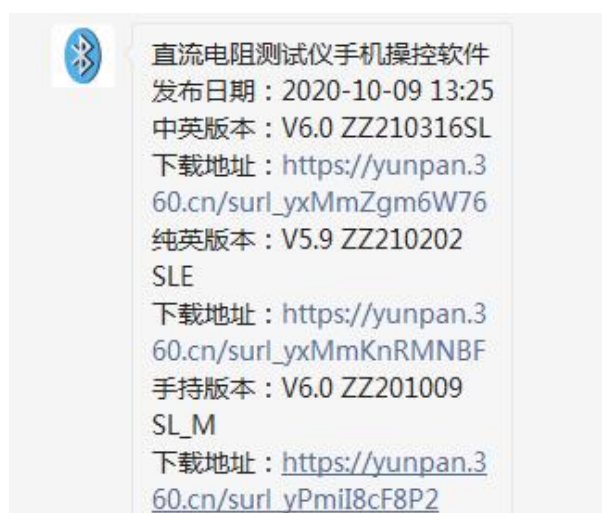 直流电阻测试仪手机操控软件
发布日期：2020-10-09 13:25
中英版本：V6.0 ZZ210316SL
下载地址：https://yunpan.3
60.cn/surl_yxMmZgm6W76
纯英版本：V5.9 ZZ210202
SLE
下载地址：https://yunpan.3
60.cn/surl_yxMmKnRMNBF
手持版本：V6.0 ZZ201009
SL_M
下载地址：https://yunpan.3
60.cn/surl_yPmiI8cF8P2